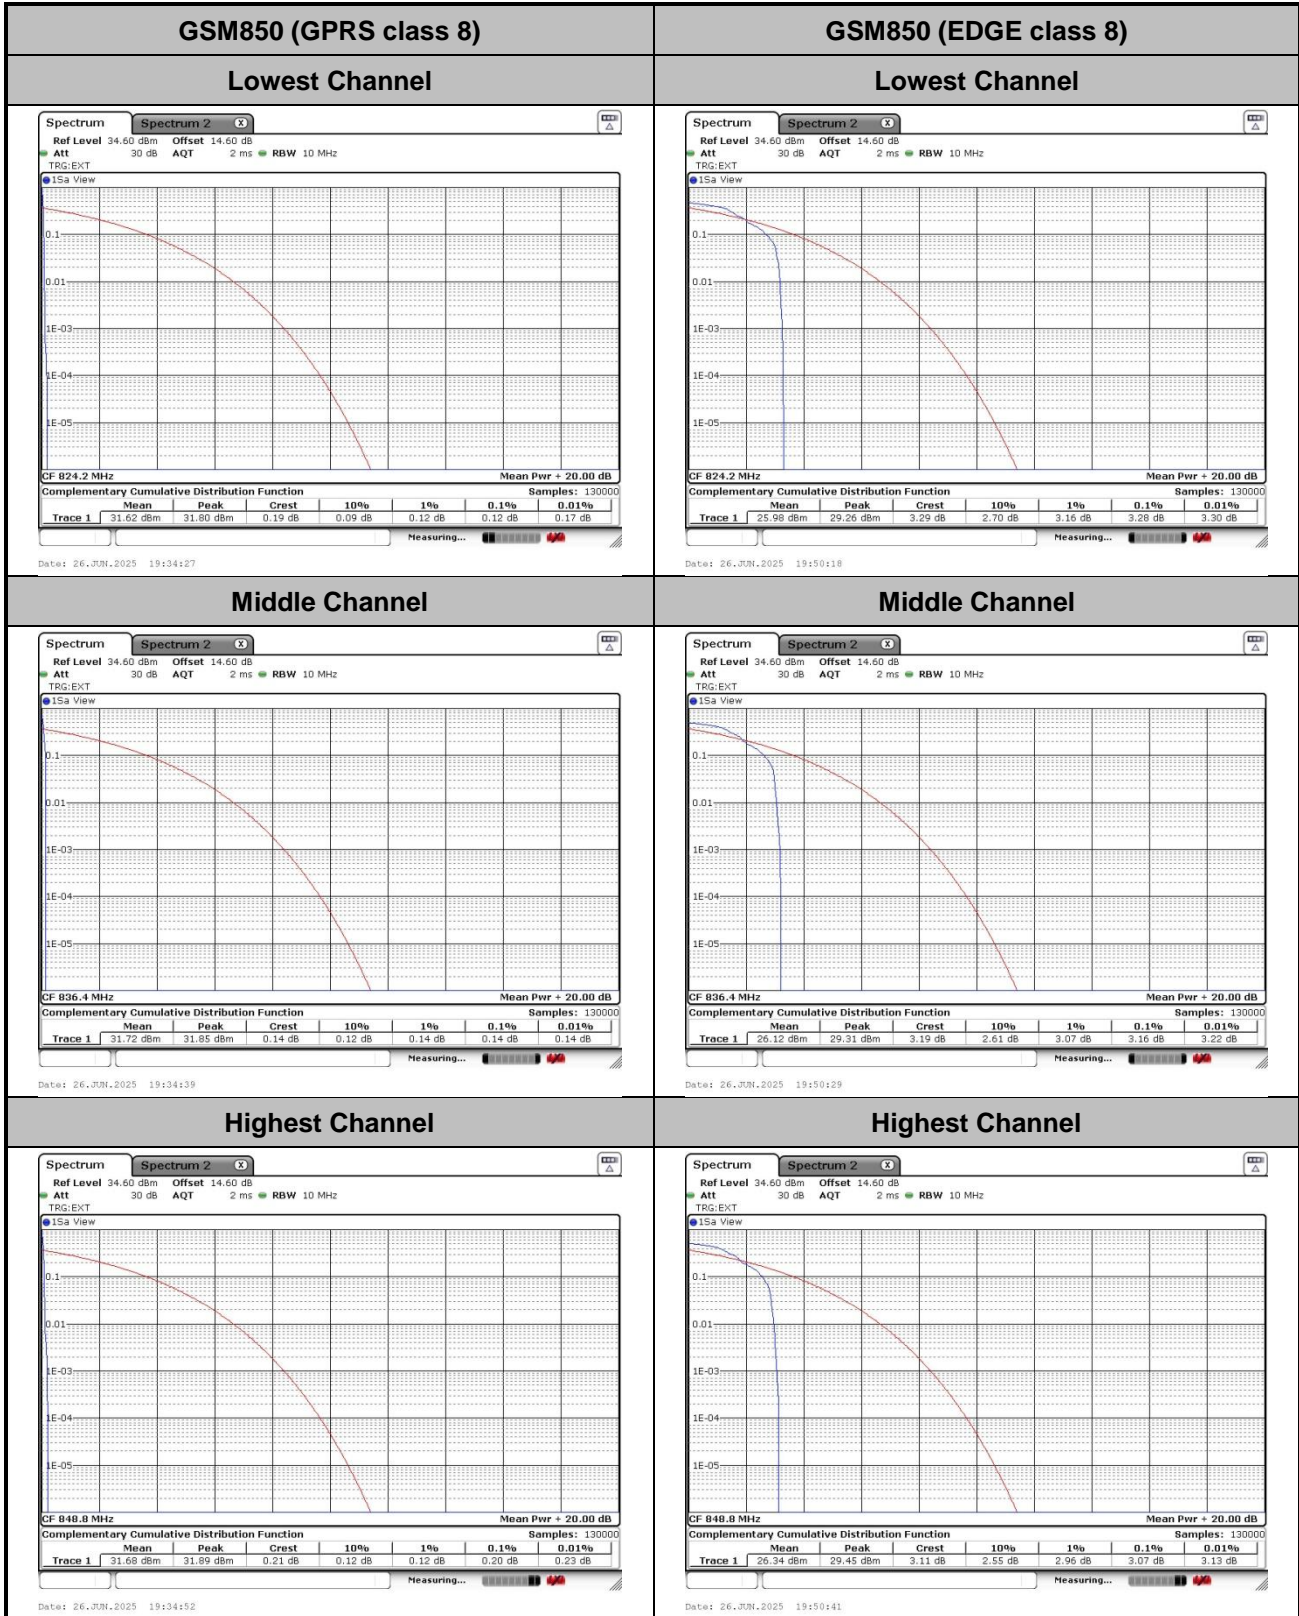 GSM850 (GPRS class 8) GSM850 (EDGE class 8)
Lowest Channel Lowest Channel
Spectrum Spectrum 2 X
Ref Level 34.60 dBm Offset 14.60 dB
Att 30 dB AQT 2 ms RBW 10 MHz
TRG:EXT
1Sa View
0.1
0.01
1E-03
1E-04
1E-05
CF 824.2 MHz Mean Pwr + 20.00 dB
Complementary Cumulative Distribution Function Samples: 130000
Mean Peak Crest 10% 1% 0.1% 0.01%
Trace 1 31.62 dBm 31.80 dBm 0.19 dB 0.09 dB 0.12 dB 0.12 dB 0.17 dB
Measuring...
Date: 26.JUN.2025 19:34:27
Spectrum Spectrum 2 X
Ref Level 34.60 dBm Offset 14.60 dB
Att 30 dB AQT 2 ms RBW 10 MHz
TRG:EXT
1Sa View
0.1
0.01
1E-03
1E-04
1E-05
CF 824.2 MHz Mean Pwr + 20.00 dB
Complementary Cumulative Distribution Function Samples: 130000
Mean Peak Crest 10% 1% 0.1% 0.01%
Trace 1 25.98 dBm 29.26 dBm 3.29 dB 2.70 dB 3.16 dB 3.28 dB 3.30 dB
Measuring...
Date: 26.JUN.2025 19:50:18
Middle Channel Middle Channel
Spectrum Spectrum 2 X
Ref Level 34.60 dBm Offset 14.60 dB
Att 30 dB AQT 2 ms RBW 10 MHz
TRG:EXT
1Sa View
0.1
0.01
1E-03
1E-04
1E-05
CF 836.4 MHz Mean Pwr + 20.00 dB
Complementary Cumulative Distribution Function Samples: 130000
Mean Peak Crest 10% 1% 0.1% 0.01%
Trace 1 31.72 dBm 31.85 dBm 0.14 dB 0.12 dB 0.14 dB 0.14 dB 0.14 dB
Measuring...
Date: 26.JUN.2025 19:34:39
Spectrum Spectrum 2 X
Ref Level 34.60 dBm Offset 14.60 dB
Att 30 dB AQT 2 ms RBW 10 MHz
TRG:EXT
1Sa View
0.1
0.01
1E-03
1E-04
1E-05
CF 836.4 MHz Mean Pwr + 20.00 dB
Complementary Cumulative Distribution Function Samples: 130000
Mean Peak Crest 10% 1% 0.1% 0.01%
Trace 1 26.12 dBm 29.31 dBm 3.19 dB 2.61 dB 3.07 dB 3.16 dB 3.22 dB
Measuring...
Date: 26.JUN.2025 19:50:29
Highest Channel Highest Channel
Spectrum Spectrum 2 X
Ref Level 34.60 dBm Offset 14.60 dB
Att 30 dB AQT 2 ms RBW 10 MHz
TRG:EXT
1Sa View
0.1
0.01
1E-03
1E-04
1E-05
CF 848.8 MHz Mean Pwr + 20.00 dB
Complementary Cumulative Distribution Function Samples: 130000
Mean Peak Crest 10% 1% 0.1% 0.01%
Trace 1 31.68 dBm 31.89 dBm 0.21 dB 0.12 dB 0.12 dB 0.20 dB 0.23 dB
Measuring...
Date: 26.JUN.2025 19:34:52
Spectrum Spectrum 2 X
Ref Level 34.60 dBm Offset 14.60 dB
Att 30 dB AQT 2 ms RBW 10 MHz
TRG:EXT
1Sa View
0.1
0.01
1E-03
1E-04
1E-05
CF 848.8 MHz Mean Pwr + 20.00 dB
Complementary Cumulative Distribution Function Samples: 130000
Mean Peak Crest 10% 1% 0.1% 0.01%
Trace 1 26.34 dBm 29.45 dBm 3.11 dB 2.55 dB 2.96 dB 3.07 dB 3.13 dB
Measuring...
Date: 26.JUN.2025 19:50:41